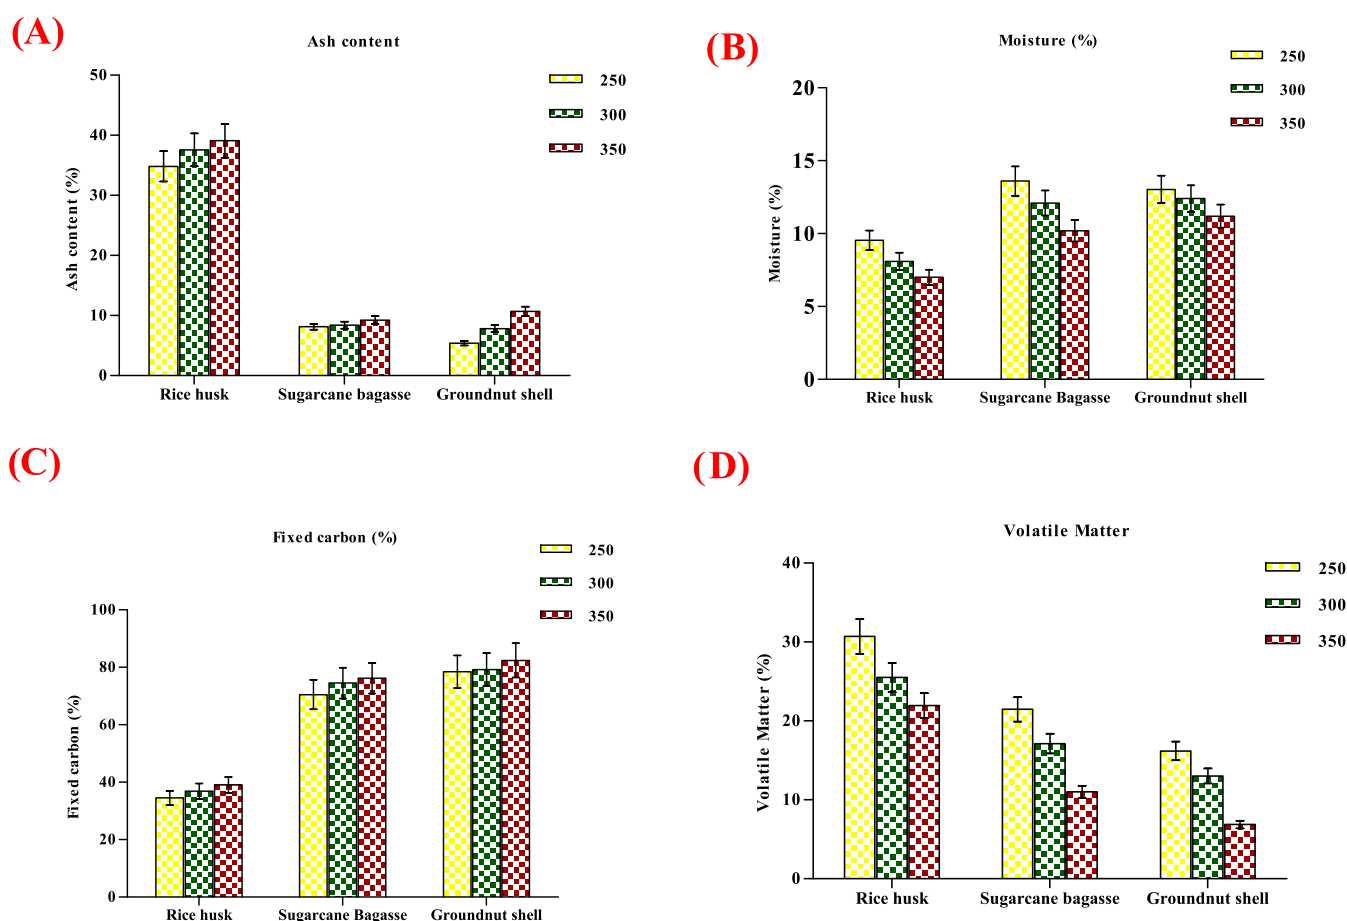 (A)
Ash content
250
300
350
Ash content (%)
50
40
30
20
10
0
Rice husk Sugarcane bagasse Groundnut shell
(B)
Moisture (%)
250
300
350
Moisture (%)
20
15
10
5
0
Rice husk Sugarcane Bagasse Groundnut shell
(C)
Fixed carbon (%)
250
300
350
Fixed carbon (%)
100
80
60
40
20
0
Rice husk Sugarcane Bagasse Groundnut shell
(D)
Volatile Matter
250
300
350
Volatile Matter (%)
40
30
20
10
0
Rice husk Sugarcane bagasse Groundnut shell